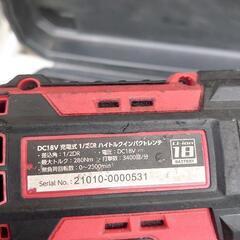 DC18V 充電式 1/2DR ハイトルクインパクトレンチ
・差込角：1/2DR ・電圧：DC18V
・最大トルク：280Nm ・打撃数：3400回/分
・無負荷回転数：0～2500min⁻¹
Li-ion
18
BATTERY
Serial No.: 21010-0000531